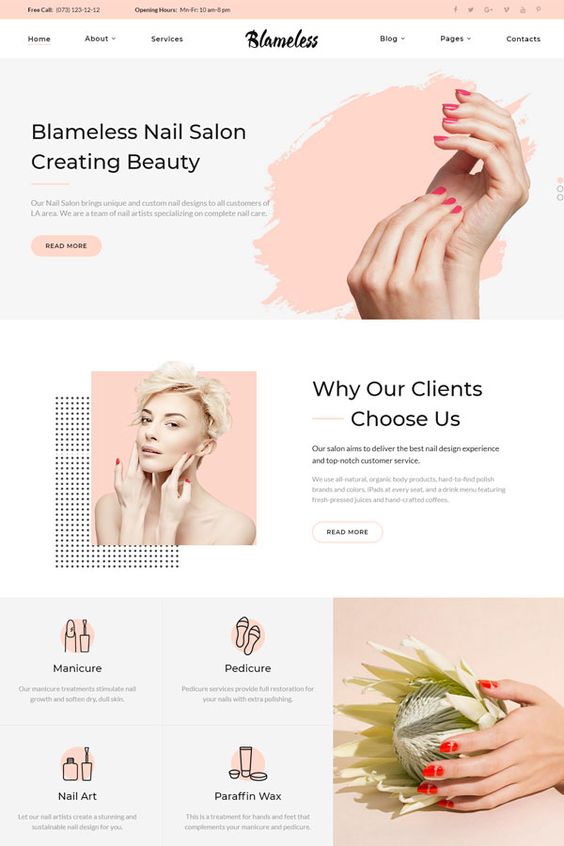 Free Call: (073) 123-12-12 Opening Hours: Mn-Fr: 10 am-8 pm
Home About Services Blameless Blog Pages Contacts
Blameless Nail Salon
Creating Beauty
Our Nail Salon brings unique and custom nail designs to all customers of
LA area. We are a team of nail artists specializing on complete nail care.
READ MORE
Why Our Clients
Choose Us
Our salon aims to deliver the best nail design experience
and top-notch customer service.
We use all-natural, organic body products, hard-to-find polish
brands and colors, iPads at every seat, and a drink menu featuring
fresh-pressed juices and hand-crafted coffees.
READ MORE
Manicure
Our manicure treatments stimulate nail
growth and soften dry, dull skin.
Pedicure
Pedicure services provide full restoration for
your nails with extra polishing.
Nail Art
Let our nail artists create a stunning and
sustainable nail design for you.
Paraffin Wax
This is a treatment for hands and feet that
complements your manicure and pedicure.